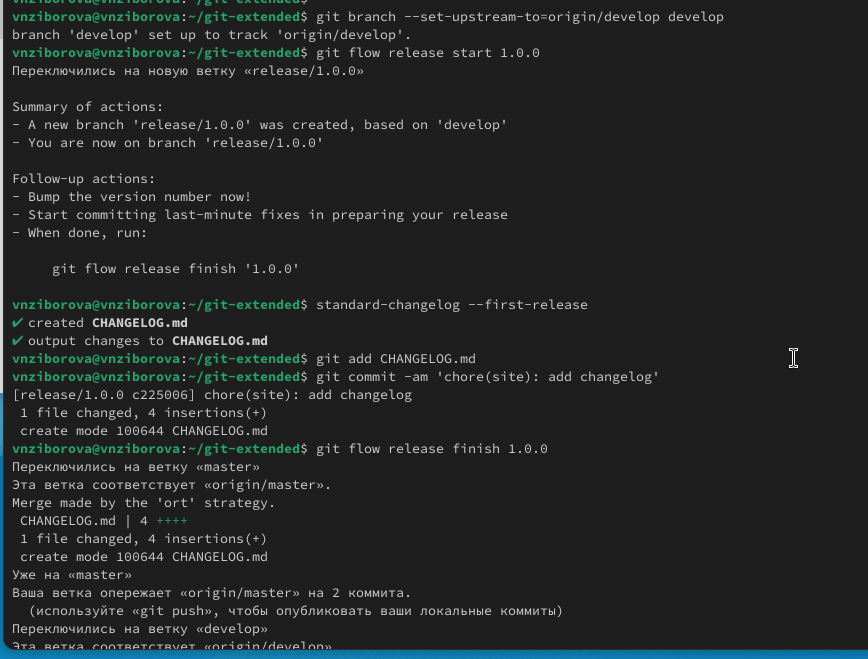 vnziborova@vnziborova:~/git-extended$ git branch --set-upstream-to=origin/develop develop
branch 'develop' set up to track 'origin/develop'.
vnziborova@vnziborova:~/git-extended$ git flow release start 1.0.0
Переключились на новую ветку «release/1.0.0»
Summary of actions:
- A new branch 'release/1.0.0' was created, based on 'develop'
- You are now on branch 'release/1.0.0'
Follow-up actions:
- Bump the version number now!
- Start committing last-minute fixes in preparing your release
- When done, run:
git flow release finish '1.0.0'
vnziborova@vnziborova:~/git-extended$ standard-changelog --first-release
✔ created CHANGELOG.md
✔ output changes to CHANGELOG.md
vnziborova@vnziborova:~/git-extended$ git add CHANGELOG.md
vnziborova@vnziborova:~/git-extended$ git commit -am 'chore(site): add changelog'
[release/1.0.0 c225006] chore(site): add changelog
1 file changed, 4 insertions(+)
create mode 100644 CHANGELOG.md
vnziborova@vnziborova:~/git-extended$ git flow release finish 1.0.0
Переключились на ветку «master»
Эта ветка соответствует «origin/master».
Merge made by the 'ort' strategy.
CHANGELOG.md | 4 ++++
1 file changed, 4 insertions(+)
create mode 100644 CHANGELOG.md
Уже на «master»
Ваша ветка опережает «origin/master» на 2 коммита.
(используйте «git push», чтобы опубликовать ваши локальные коммиты)
Переключились на ветку «develop»
Эта ветка соответствует «origin/develop».